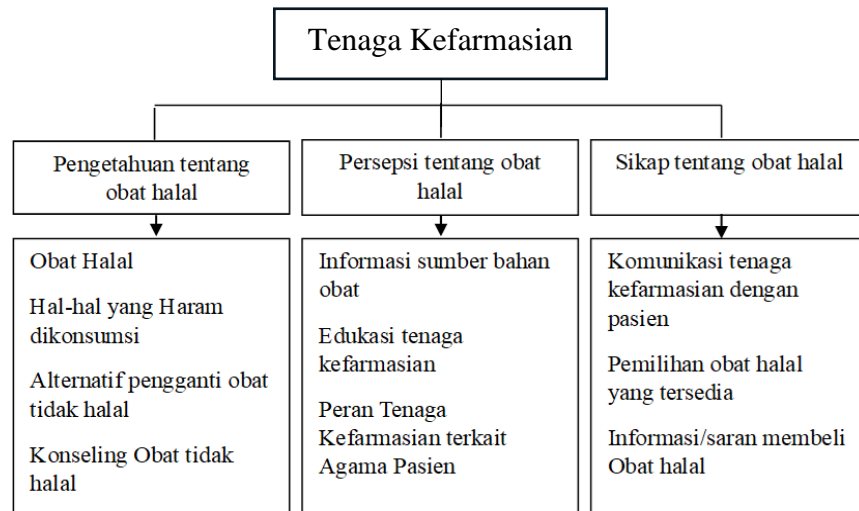 Tenaga Kefarmasian
Pengetahuan tentang
obat halal
Persepsi tentang obat
halal
Sikap tentang obat halal
Obat Halal
Hal-hal yang Haram
dikonsumsi
Alternatif pengganti obat
tidak halal
Konseling Obat tidak
halal
Informasi sumber bahan
obat
Edukasi tenaga
kefarmasian
Peran Tenaga
Kefarmasian terkait
Agama Pasien
Komunikasi tenaga
kefarmasian dengan
pasien
Pemilihan obat halal
yang tersedia
Informasi/saran membeli
Obat halal